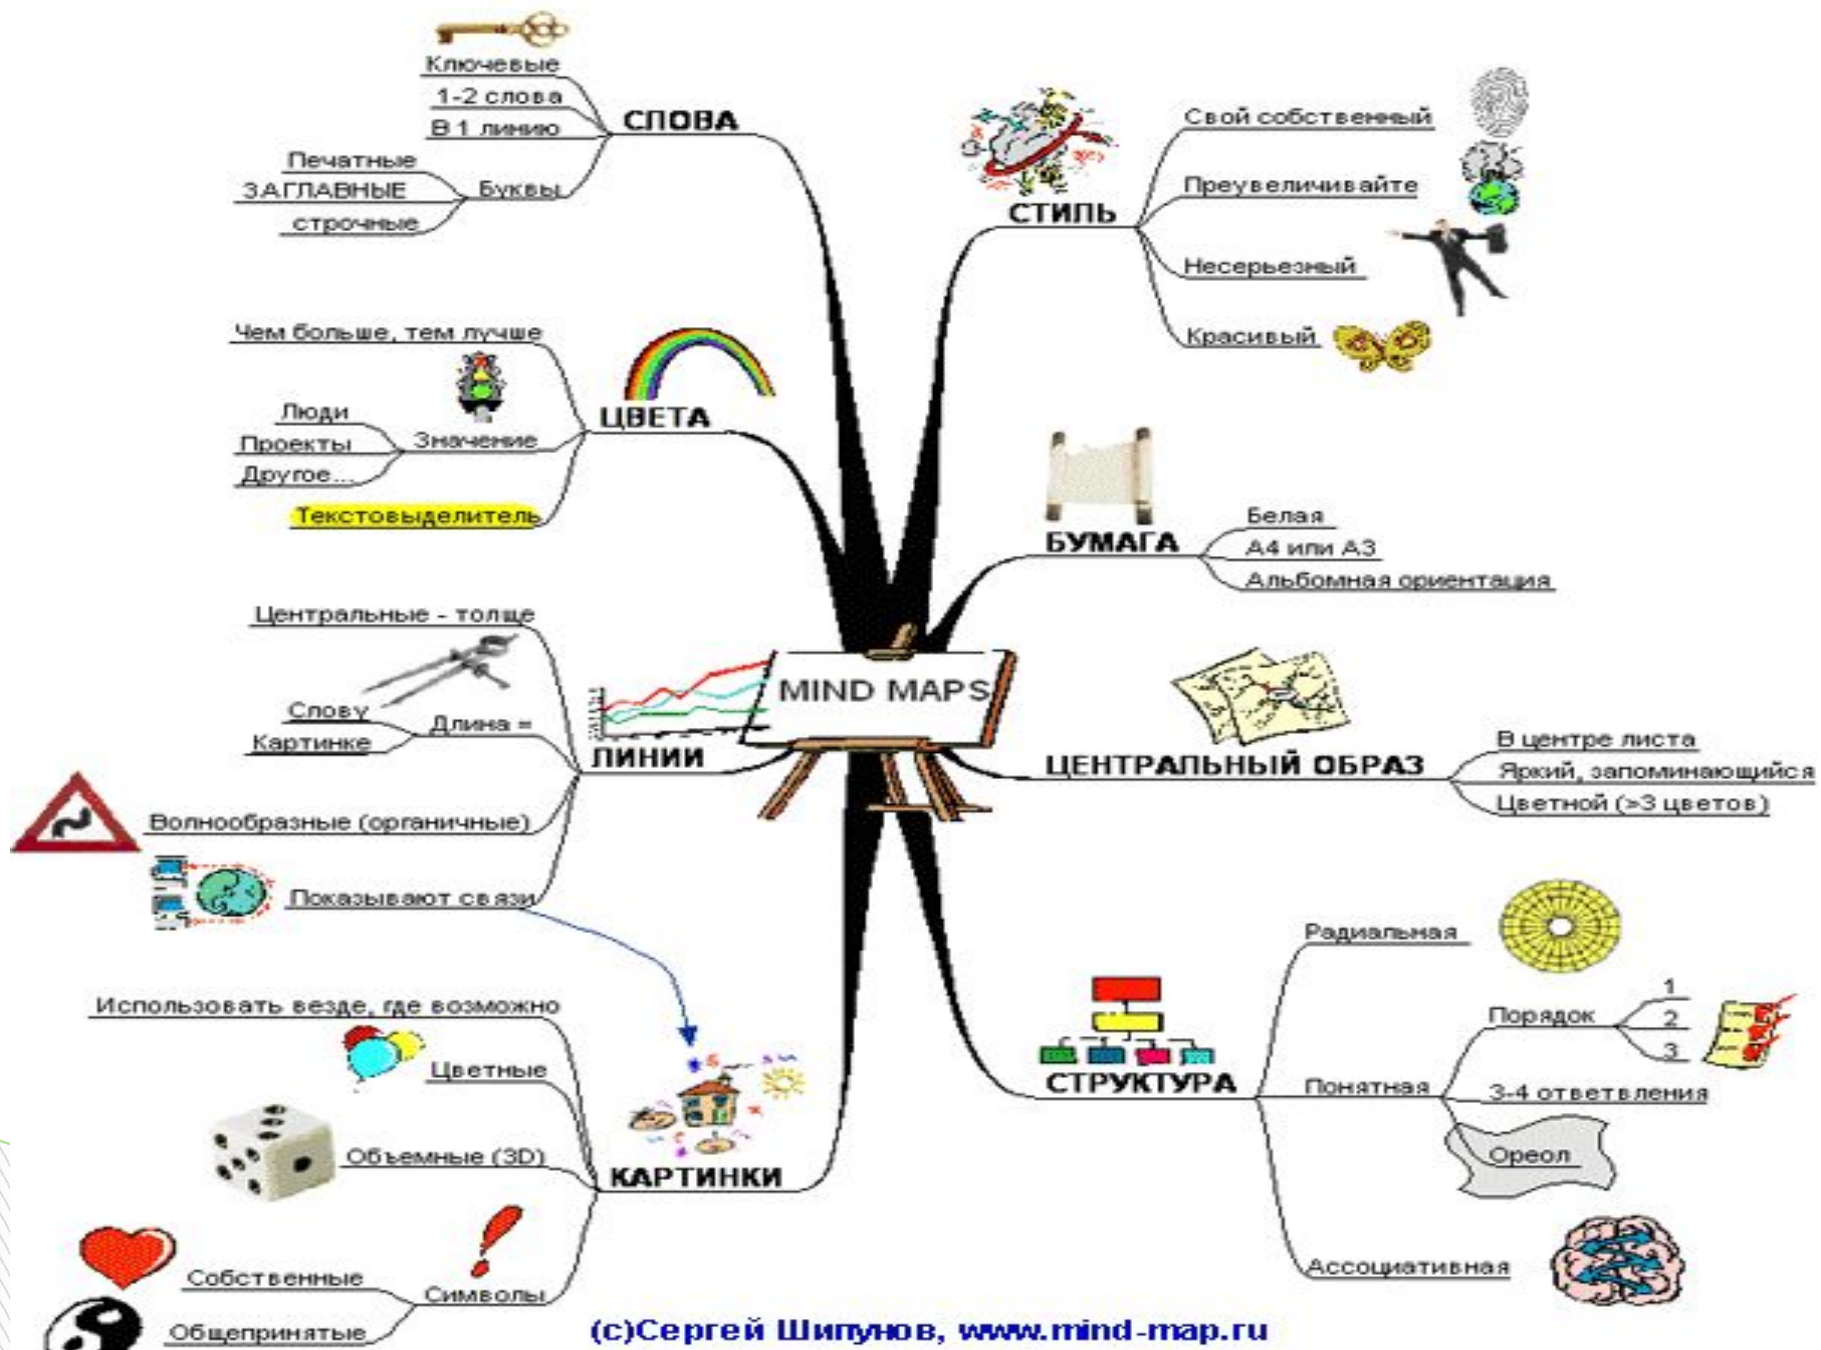 Ключевые
1-2 слова
В 1 линию
СЛОВА
Печатные
ЗАГЛАВНЫЕ
строчные
Буквы
Чем больше, тем лучше
ЦВЕТА
Люди
Проекты
Другое...
Значение
Текстовыделитель
Центральные - толще
Слову
Картинке
Длина =
ЛИНИИ
Волнообразные (органичные)
Показывают связи
Использовать везде, где возможно
Цветные
Объемные (3D)
КАРТИНКИ
Собственные
Общепринятые
Символы
MIND MAPS
СТИЛЬ
Свой собственный
Преувеличивайте
Несерьезный
Красивый
БУМАГА
Белая
А4 или А3
Альбомная ориентация
ЦЕНТРАЛЬНЫЙ ОБРАЗ
В центре листа
Яркий, запоминающийся
Цветной (>3 цветов)
СТРУКТУРА
Радиальная
Понятная
Порядок
1
2
3
3-4 ответвления
Ореол
Ассоциативная
(с)Сергей Шипунов, www.mind-map.ru